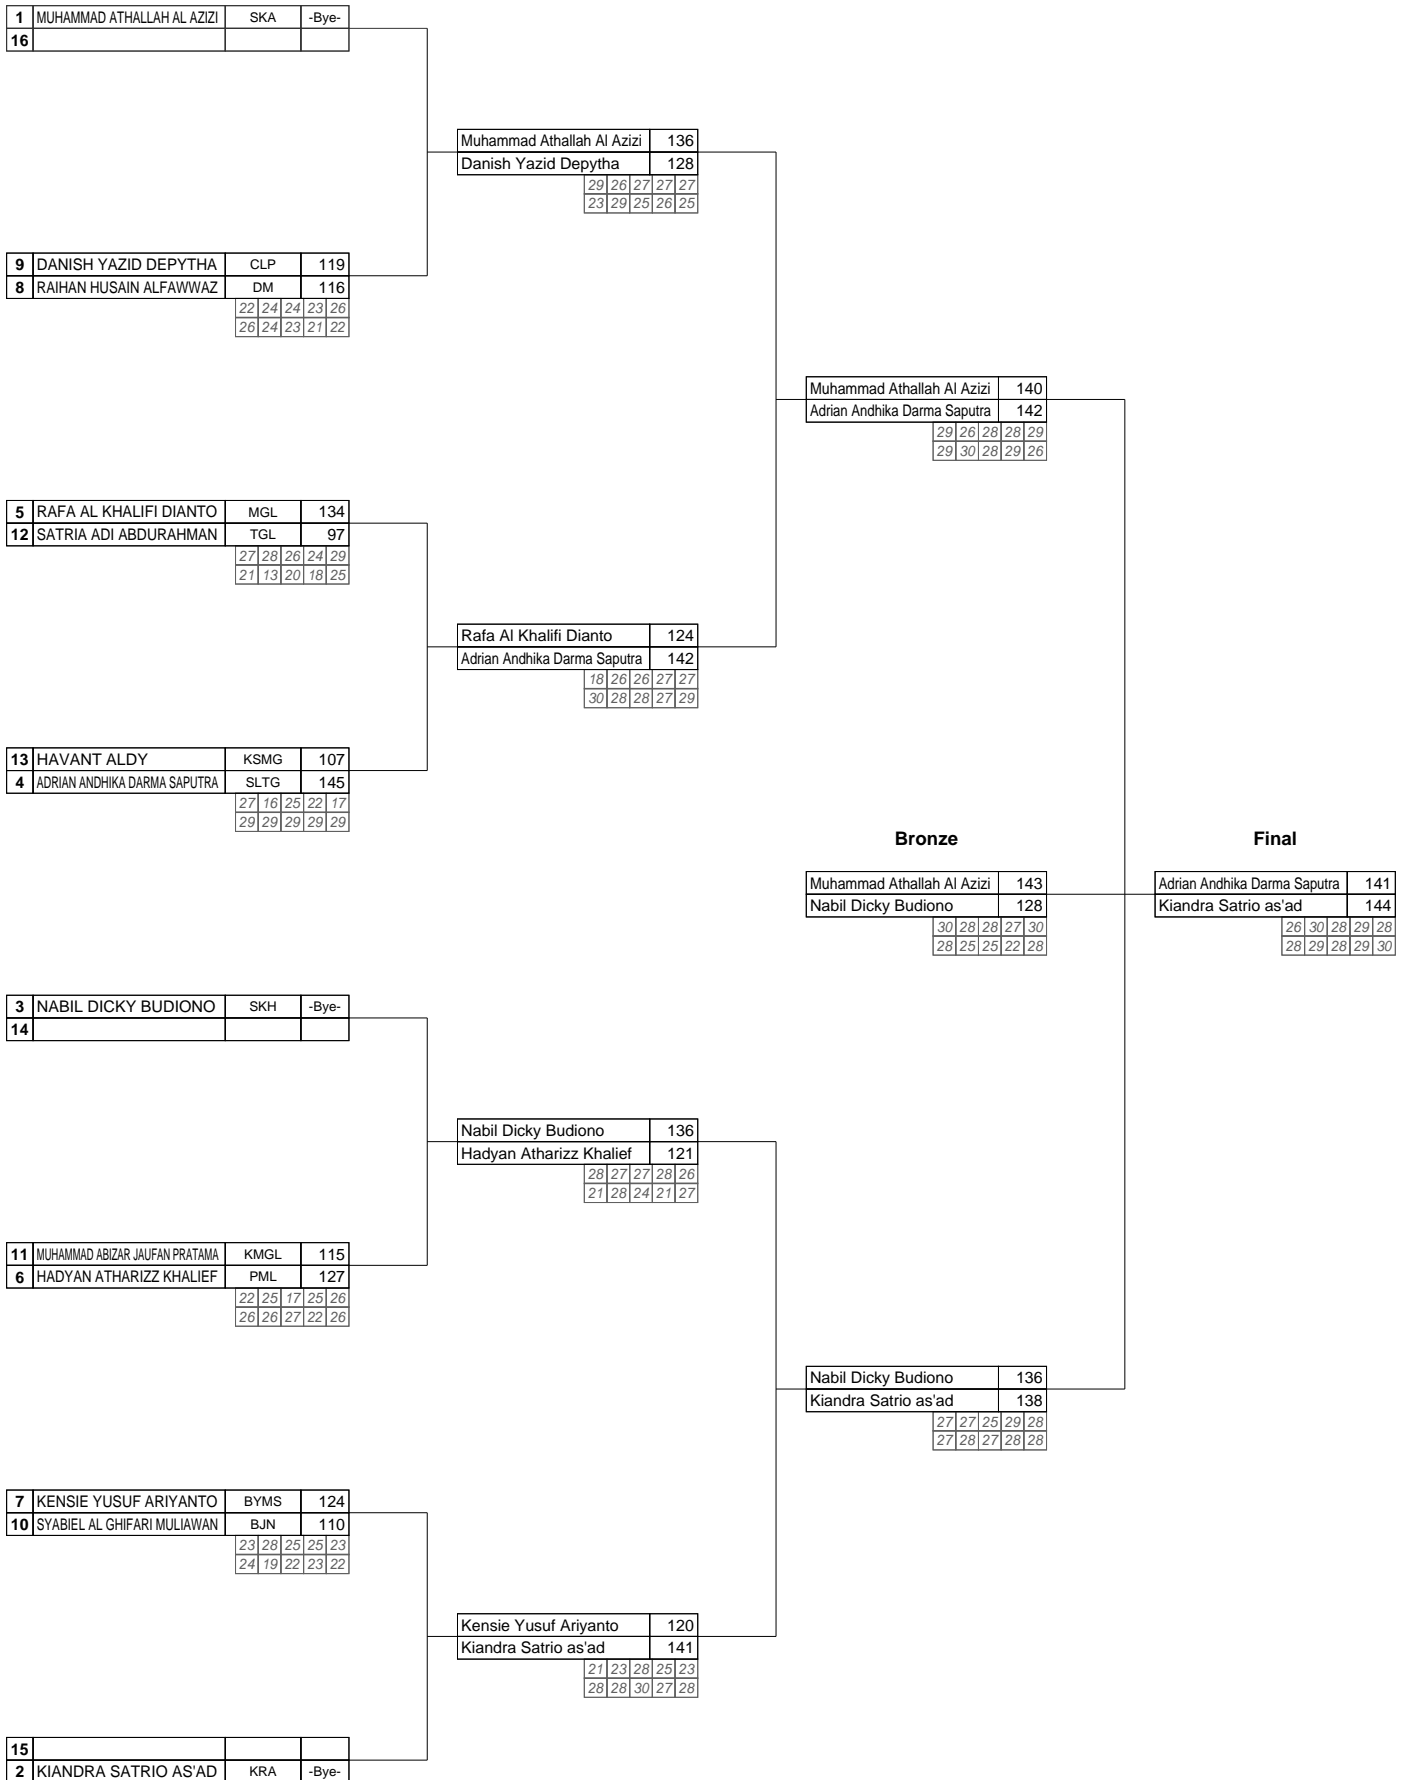 1 MUHAMMAD ATHALLAH AL AZIZI SKA -Bye-
16
Muhammad Athallah Al Azizi 136
Danish Yazid Depytha 128
29 26 27 27 27
23 29 25 26 25
9 DANISH YAZID DEPYTHA CLP 119
8 RAIHAN HUSAIN ALFAWWAZ DM 116
22 24 24 23 26
26 24 23 21 22
Muhammad Athallah Al Azizi 140
Adrian Andhika Darma Saputra 142
29 26 28 28 29
29 30 28 29 26
5 RAFA AL KHALIFI DIANTO MGL 134
12 SATRIA ADI ABDURAHMAN TGL 97
27 28 26 24 29
21 13 20 18 25
Rafa Al Khalifi Dianto 124
Adrian Andhika Darma Saputra 142
18 26 26 27 27
30 28 28 27 29
13 HAVANT ALDY KSMG 107
4 ADRIAN ANDHIKA DARMA SAPUTRA SLTG 145
27 16 25 22 17
29 29 29 29 29
Bronze
Final
Muhammad Athallah Al Azizi 143
Nabil Dicky Budiono 128
30 28 28 27 30
28 25 25 22 28
Adrian Andhika Darma Saputra 141
Kiandra Satrio as'ad 144
26 30 28 29 28
28 29 28 29 30
3 NABIL DICKY BUDIONO SKH -Bye-
14
Nabil Dicky Budiono 136
Hadyan Atharizz Khalief 121
28 27 27 28 26
21 28 24 21 27
11 MUHAMMAD ABIZAR JAUFAN PRATAMA KMGL 115
6 HADYAN ATHARIZZ KHALIEF PML 127
22 25 17 25 26
26 26 27 22 26
Nabil Dicky Budiono 136
Kiandra Satrio as'ad 138
27 27 25 29 28
27 28 27 28 28
7 KENSIE YUSUF ARIYANTO BYMS 124
10 SYABIEL AL GHIFARI MULIAWAN BJN 110
23 28 25 25 23
24 19 22 23 22
Kensie Yusuf Ariyanto 120
Kiandra Satrio as'ad 141
21 23 28 25 23
28 28 30 27 28
15
2 KIANDRA SATRIO AS'AD KRA -Bye-